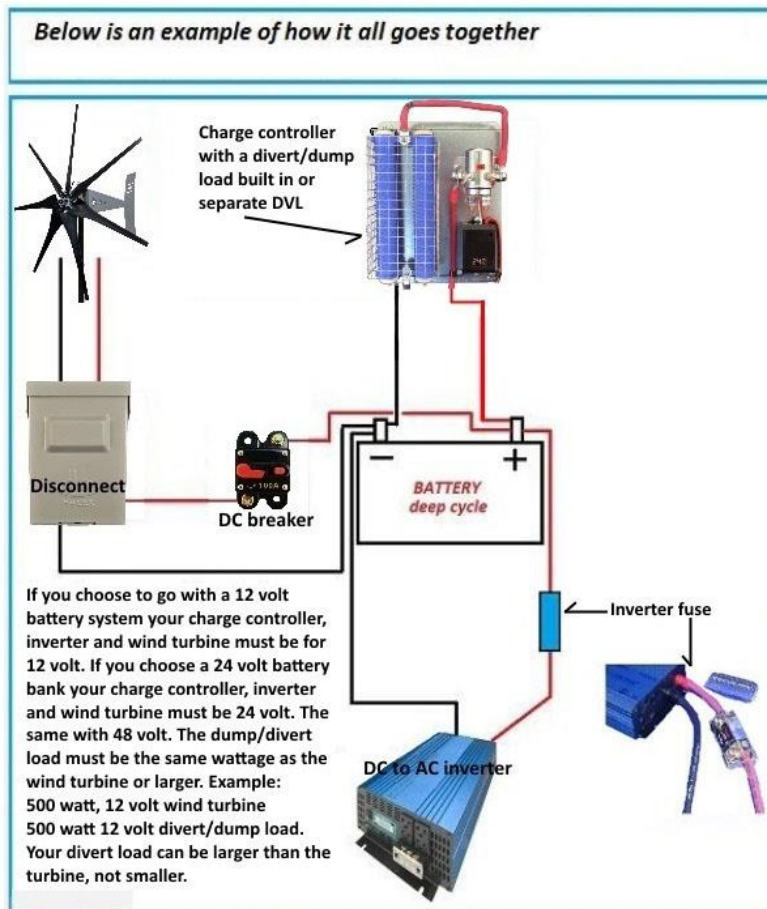 Below is an example of how it all goes together
Charge controller
with a divert/dump
load built in or
separate DVL
Disconnect
100A
DC breaker
−
+
BATTERY
deep cycle
Inverter fuse
DC to AC inverter
If you choose to go with a 12 volt
battery system your charge controller,
inverter and wind turbine must be for
12 volt. If you choose a 24 volt battery
bank your charge controller, inverter
and wind turbine must be 24 volt. The
same with 48 volt. The dump/divert
load must be the same wattage as the
wind turbine or larger. Example:
500 watt, 12 volt wind turbine
500 watt 12 volt divert/dump load.
Your divert load can be larger than the
turbine, not smaller.